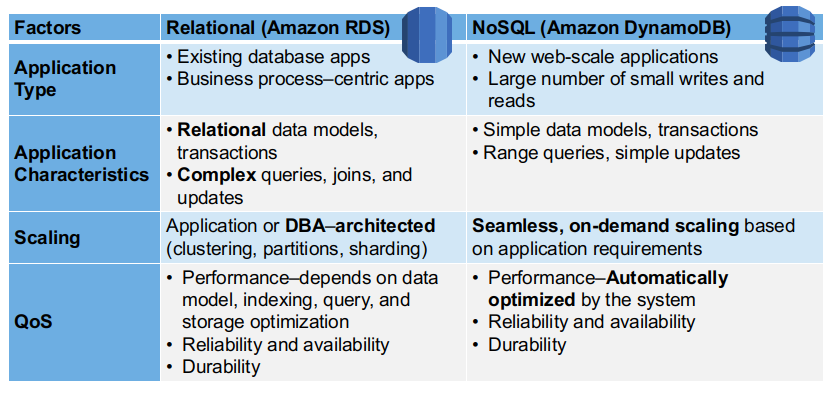 Factors
Relational (Amazon RDS)
NoSQL (Amazon DynamoDB)
Application
Type
• Existing database apps
• Business process–centric apps
• New web-scale applications
• Large number of small writes and
reads
Application
Characteristics
• Relational data models,
transactions
• Complex queries, joins, and
updates
• Simple data models, transactions
• Range queries, simple updates
Scaling
Application or DBA–architected
(clustering, partitions, sharding)
Seamless, on-demand scaling based
on application requirements
QoS
• Performance–depends on data
model, indexing, query, and
storage optimization
• Reliability and availability
• Durability
• Performance–Automatically
optimized by the system
• Reliability and availability
• Durability